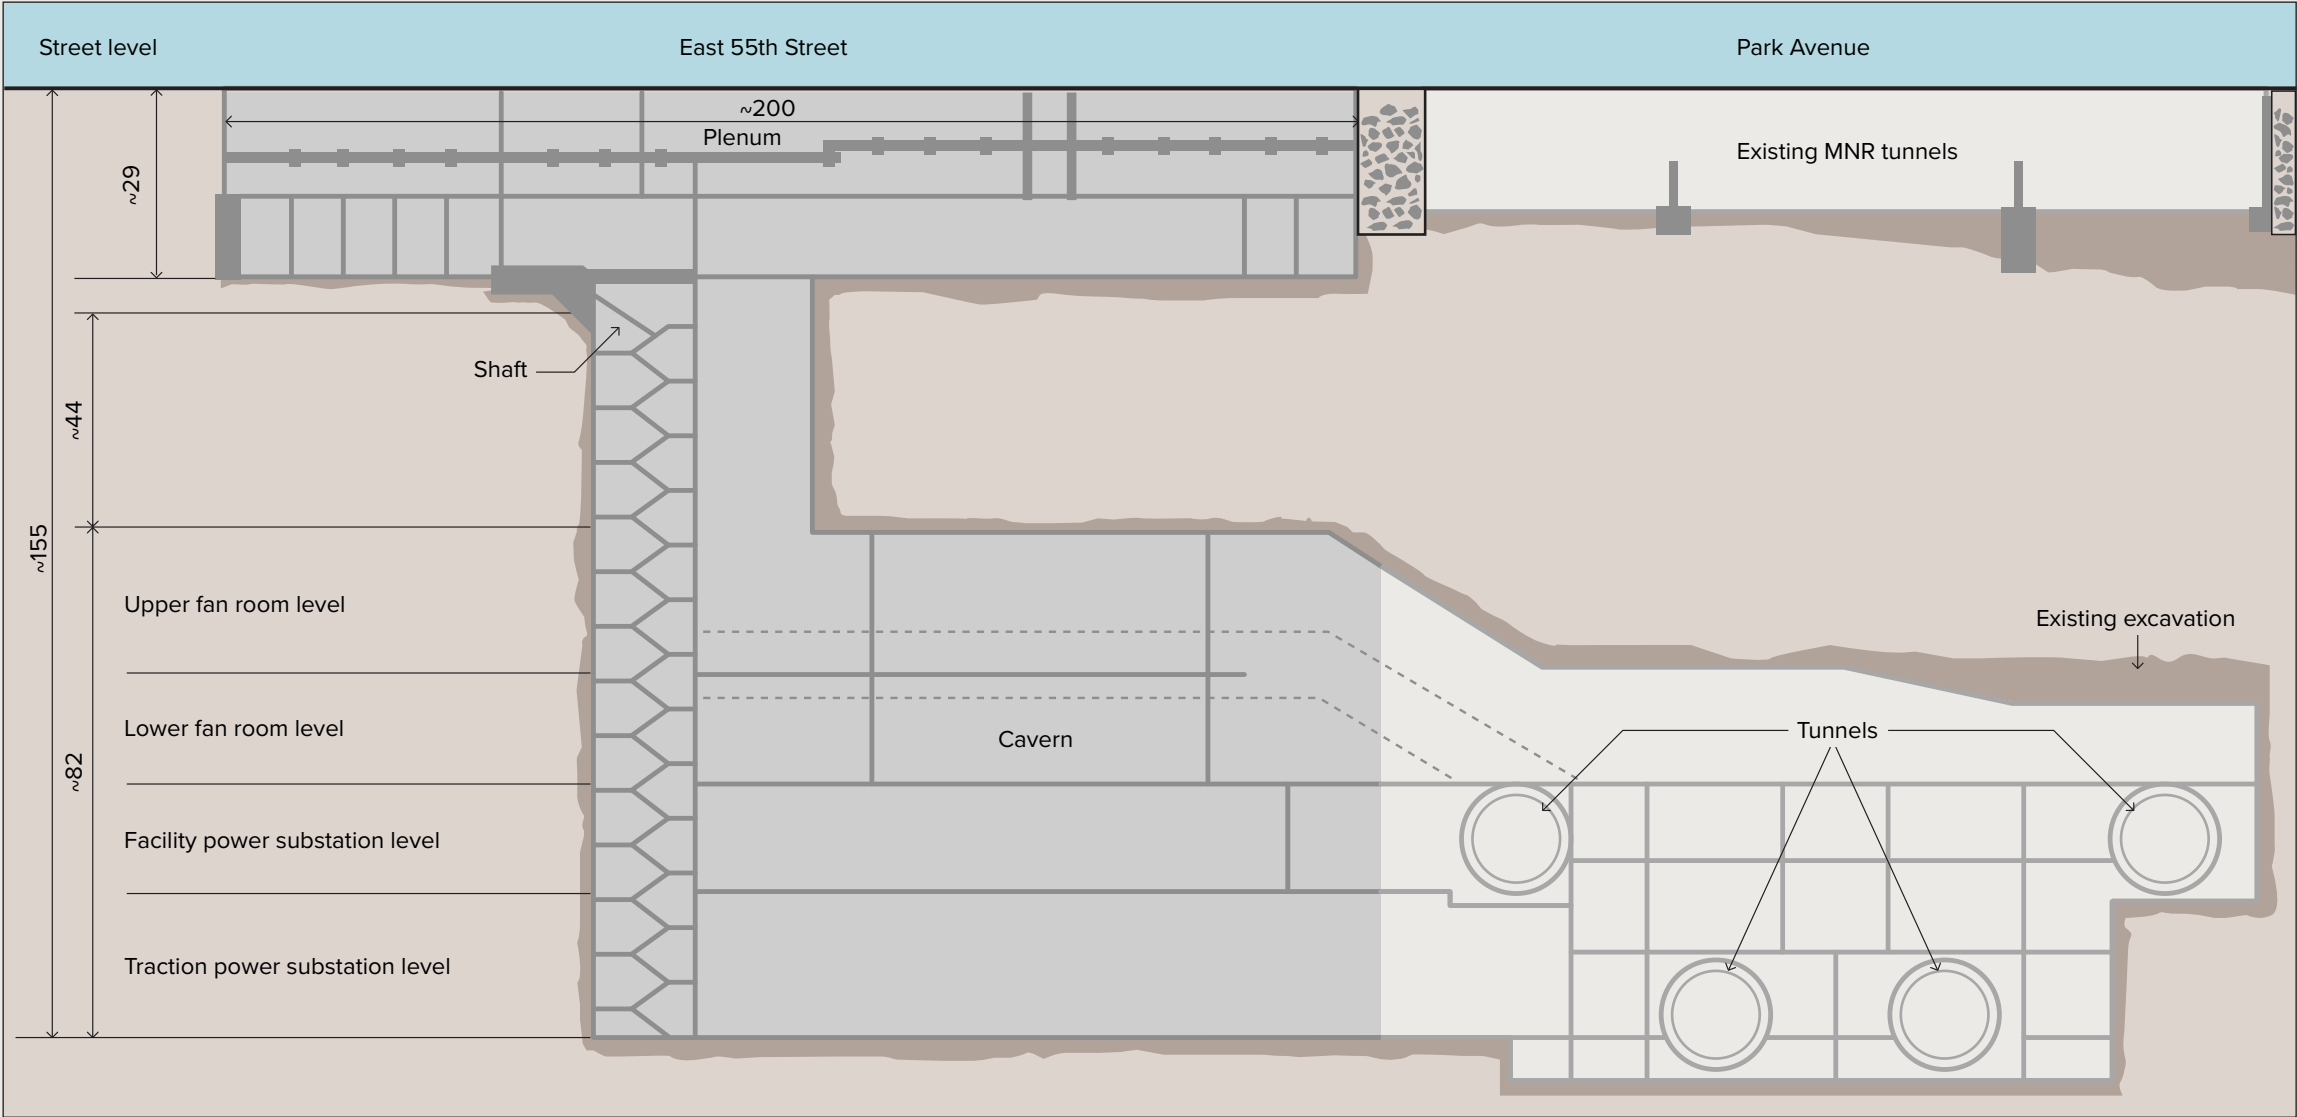 Street level
East 55th Street
Park Avenue
~200
Plenum
Existing MNR tunnels
~29
Shaft
~44
~155
Upper fan room level
Existing excavation
Lower fan room level
Cavern
Tunnels
~82
Facility power substation level
Traction power substation level